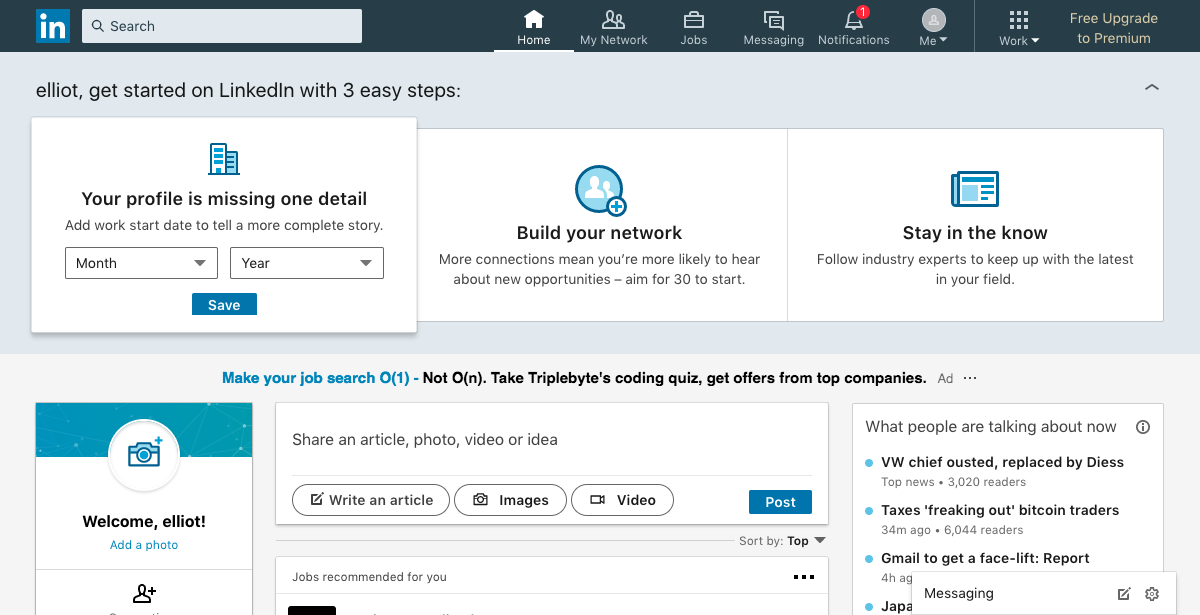 in
Search
Home
My Network
Jobs
Messaging
1
Notifications
Me
Work
Free Upgrade
to Premium
elliot, get started on LinkedIn with 3 easy steps:
Your profile is missing one detail
Add work start date to tell a more complete story.
Month
Year
Save
Build your network
More connections mean you’re more likely to hear
about new opportunities – aim for 30 to start.
Stay in the know
Follow industry experts to keep up with the latest
in your field.
Make your job search O(1) - Not O(n). Take Triplebyte's coding quiz, get offers from top companies. Ad ···
Welcome, elliot!
Add a photo
Share an article, photo, video or idea
Write an article
Images
Video
Post
Sort by: Top
Jobs recommended for you
What people are talking about now
VW chief ousted, replaced by Diess
Top news • 3,020 readers
Taxes 'freaking out' bitcoin traders
34m ago • 6,044 readers
Gmail to get a face-lift: Report
4h ag
Japa
Messaging